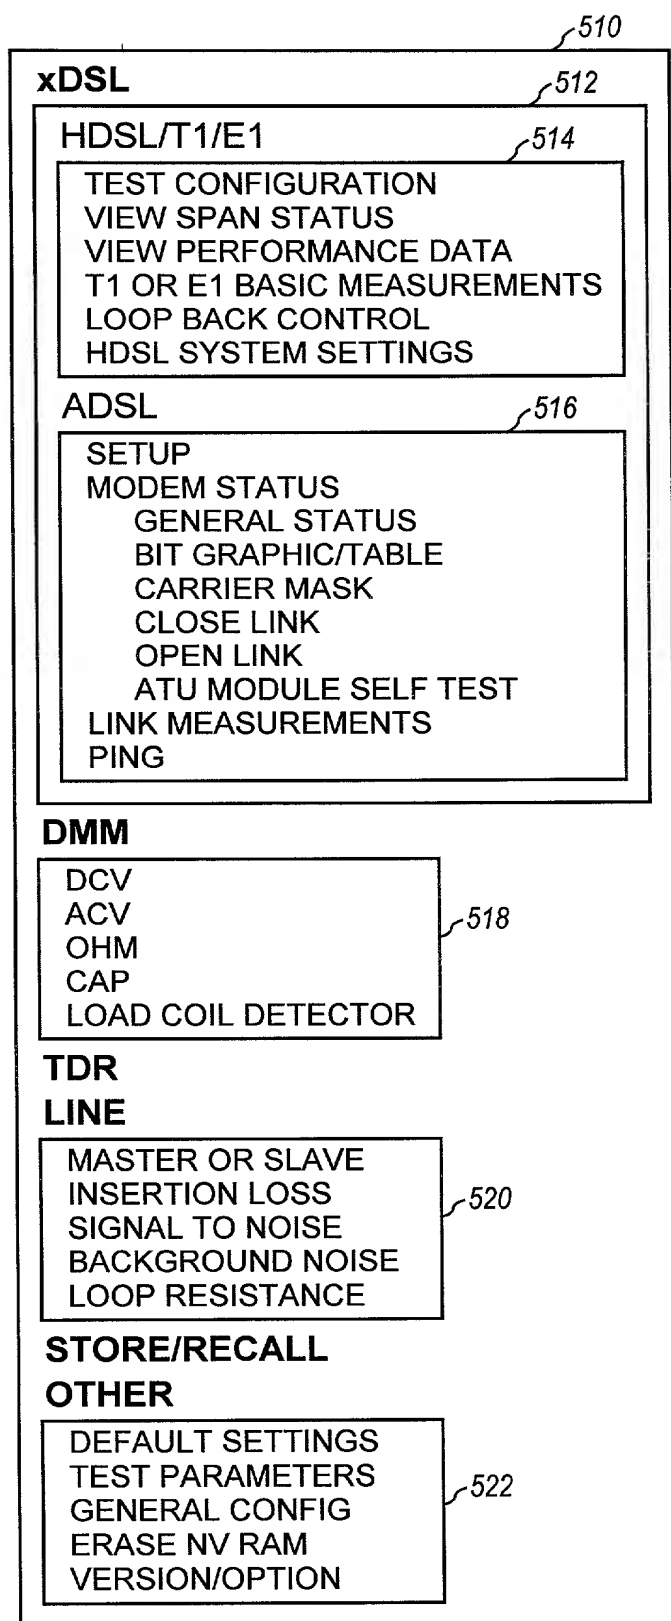 510
xDSL
512
HDSL/T1/E1
514
TEST CONFIGURATION
VIEW SPAN STATUS
VIEW PERFORMANCE DATA
T1 OR E1 BASIC MEASUREMENTS
LOOP BACK CONTROL
HDSL SYSTEM SETTINGS
ADSL
516
SETUP
MODEM STATUS
GENERAL STATUS
BIT GRAPHIC/TABLE
CARRIER MASK
CLOSE LINK
OPEN LINK
ATU MODULE SELF TEST
LINK MEASUREMENTS
PING
DMM
DCV
ACV
518
OHM
CAP
LOAD COIL DETECTOR
TDR
LINE
MASTER OR SLAVE
INSERTION LOSS
520
SIGNAL TO NOISE
BACKGROUND NOISE
LOOP RESISTANCE
STORE/RECALL
OTHER
DEFAULT SETTINGS
TEST PARAMETERS
522
GENERAL CONFIG
ERASE NV RAM
VERSION/OPTION